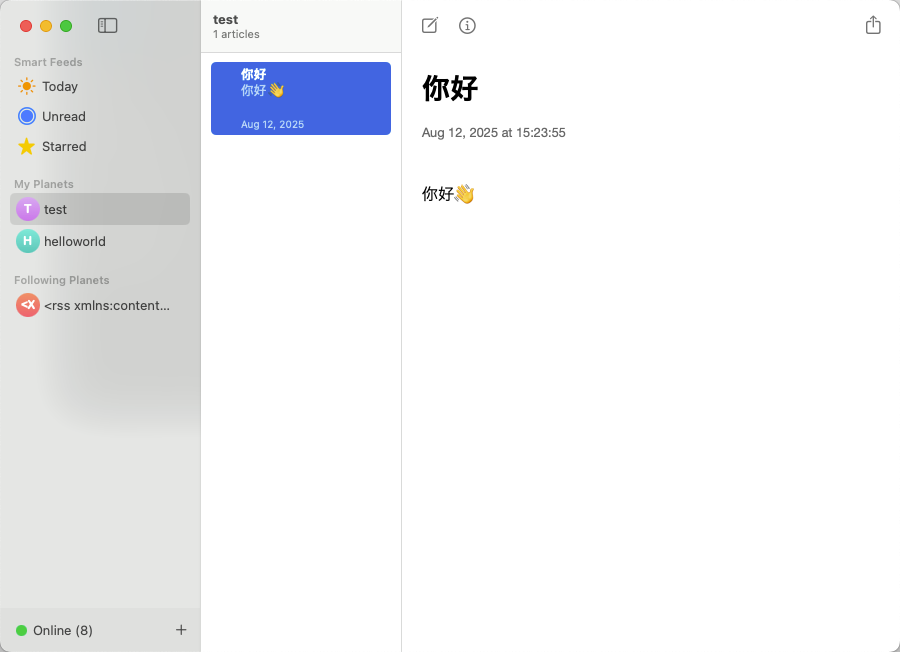 Smart Feeds
Today
Unread
Starred
My Planets
T test
H helloworld
Following Planets
<X <rss xmlns:content...
Online (8)
test
1 articles
你好
你好👋
Aug 12, 2025
你好
Aug 12, 2025 at 15:23:55
你好👋